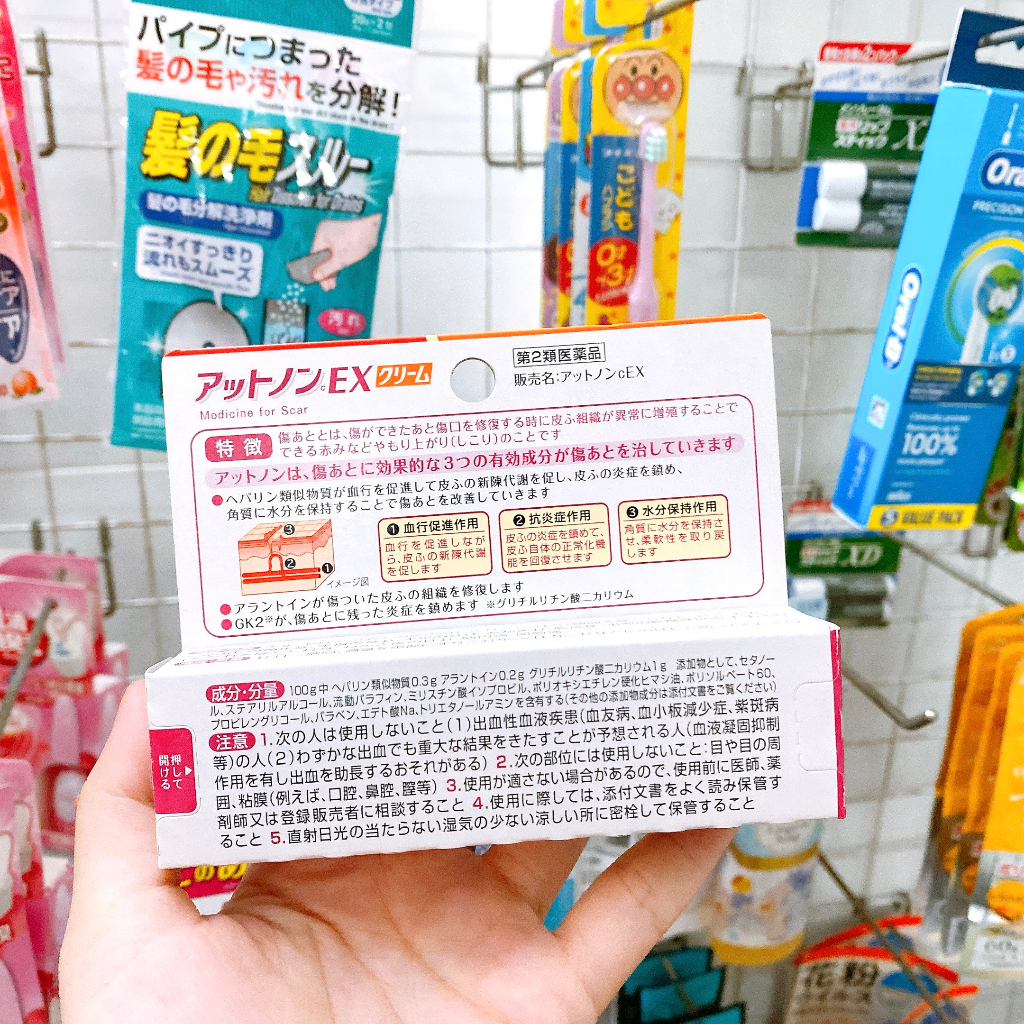 パイプにつまった
髪の毛や汚れを分解!
髪の毛スルー
髪の毛分解洗浄剤
ニオイすっきり
流れもスムーズ
汚れ
こども
ハブラシ
0
3才
Oral-B
PRECISION
100%
VALUE PACK
アットノンEXクリーム
Medicine for Scar
第2類医薬品
販売名:アットノンcEX
特徴
傷あととは、傷ができたあと傷口を修復する時に皮ふ組織が異常に増殖することで
できる赤みなどやもり上がり(しこり)のことです
アットノンは、傷あとに効果的な3つの有効成分が傷あとを治していきます
●ヘパリン類似物質が血行を促進して皮ふの新陳代謝を促し、皮ふの炎症を鎮め、
角質に水分を保持することで傷あとを改善していきます
3
2
1
イメージ図
1血行促進作用
血行を促進しなが
ら、皮ふの新陳代謝
を促します
2抗炎症作用
皮ふの炎症を鎮めて、
皮ふ自体の正常化機
能を回復させます
3水分保持作用
角質に水分を保持さ
せ、柔軟性を取り戻
します
●アラントインが傷ついた皮ふの組織を修復します
●GK2※が、傷あとに残った炎症を鎮めます ※グリチルリチン酸二カリウム
成分・分量 100g中 ヘパリン類似物質0.3g アラントイン0.2g グリチルリチン酸二カリウム1g 添加物として、セタノー
ル、ステアリルアルコール、流動パラフィン、ミリスチン酸イソプロピル、ポリオキシエチレン硬化ヒマシ油、ポリソルベート60、
プロピレングリコール、パラベン、エデト酸Na、トリエタノールアミンを含有する(その他の添加物成分は添付文書をご覧ください)
注意 1.次の人は使用しないこと(1)出血性血液疾患(血友病、血小板減少症、紫斑病
等)の人(2)わずかな出血でも重大な結果をきたすことが予想される人(血液凝固抑制
作用を有し出血を助長するおそれがある) 2.次の部位には使用しないこと:目や目の周
囲、粘膜(例えば、口腔、鼻腔、膣等) 3.使用が適さない場合があるので、使用前に医師、薬
剤師又は登録販売者に相談すること 4.使用に際しては、添付文書をよく読み保管す
ること 5.直射日光の当たらない湿気の少ない涼しい所に密栓して保管すること
押して
開ける
花粉